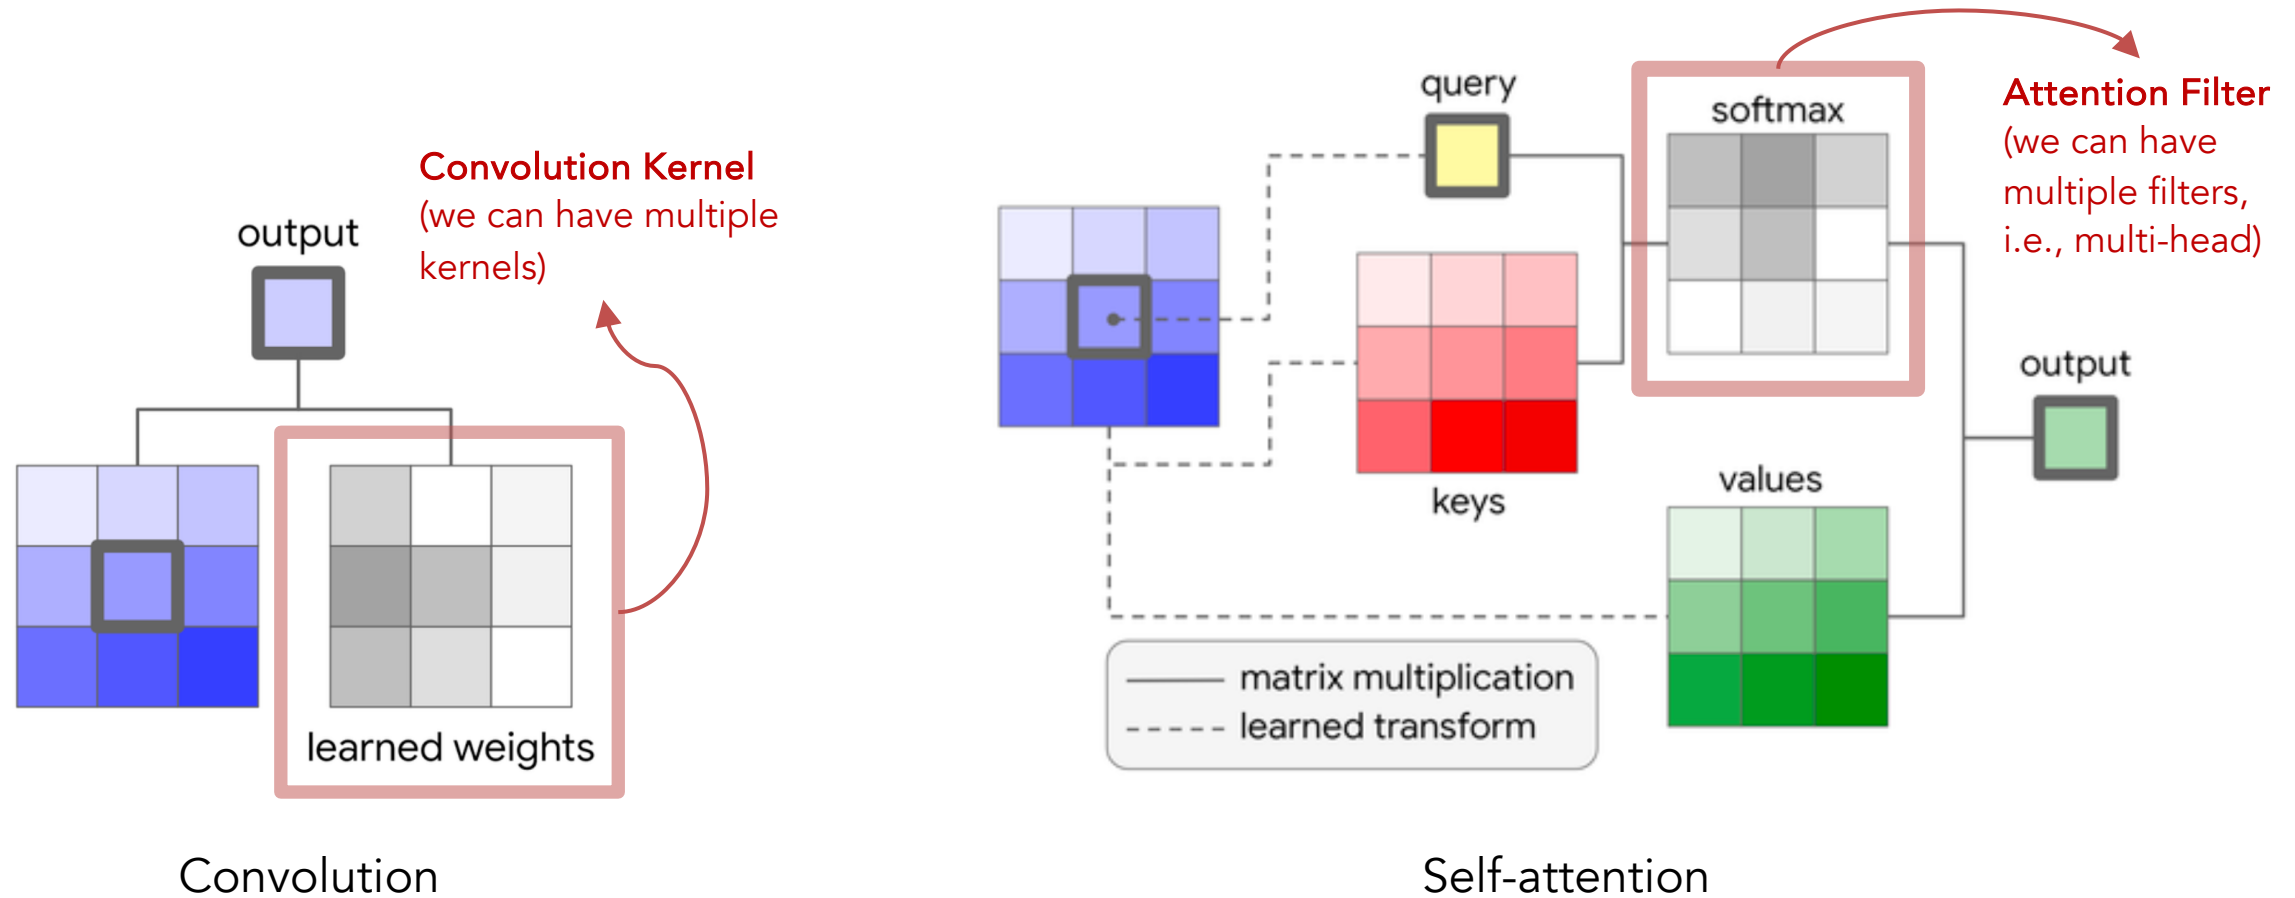 Convolution Kernel
(we can have multiple
kernels)
output
learned weights
Convolution
query
softmax
Attention Filter
(we can have
multiple filters,
i.e., multi-head)
keys
values
output
matrix multiplication
learned transform
Self-attention